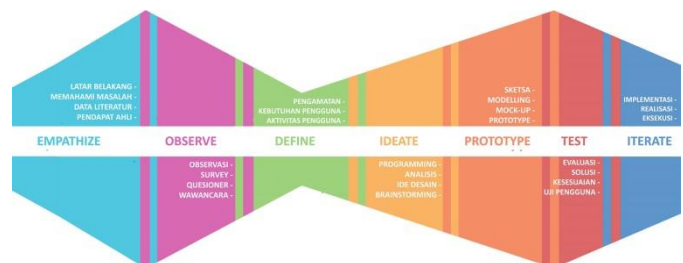 LATAR BELAKANG -
MEMAHAMI MASALAH -
DATA LITERATUR -
PENDAPAT AHLI -
EMPATHIZE
OBSERVE
OBSERVASI -
SURVEY -
QUESIONER -
WAWANCARA -
PENGAMATAN -
KEBUTUHAN PENGGUNA -
AKTIVITAS PENGGUNA -
DEFINE
IDEATE
PROGRAMMING -
ANALISIS -
IDE DESAIN -
BRAINSTORMING -
SKETSA -
MODELLING -
MOCK-UP -
PROTOTYPE -
PROTOTYPE
TEST
EVALUASI -
SOLUSI -
KESESUAIAN -
UJI PENGGUNA -
IMPLEMENTASI -
REALISASI -
EKSEKUSI -
ITERATE